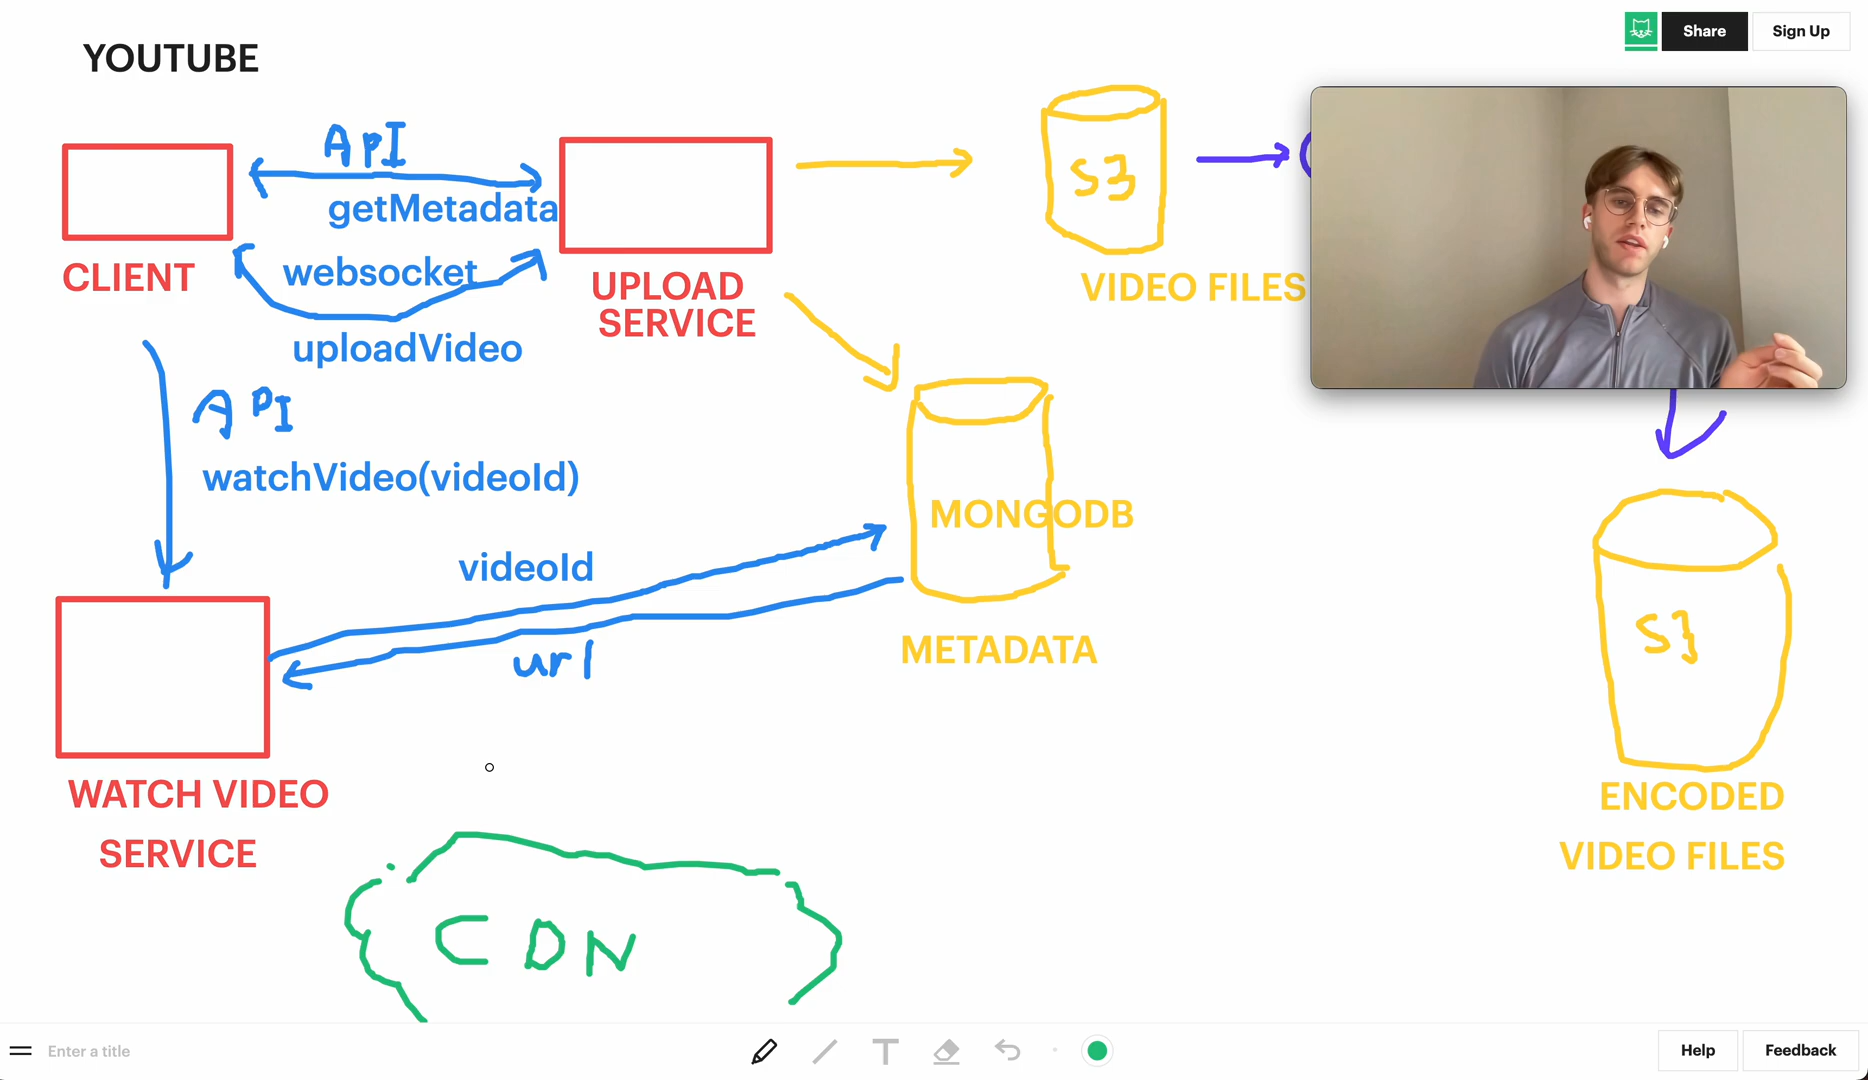 YOUTUBE
Share
Sign Up
API
getMetadata
CLIENT
websocket
uploadVideo
UPLOAD
SERVICE
S3
VIDEO FILES
API
watchVideo(videoId)
videoId
url
MONGODB
METADATA
S3
ENCODED
VIDEO FILES
WATCH VIDEO
SERVICE
CDN
Enter a title
T
Help
Feedback